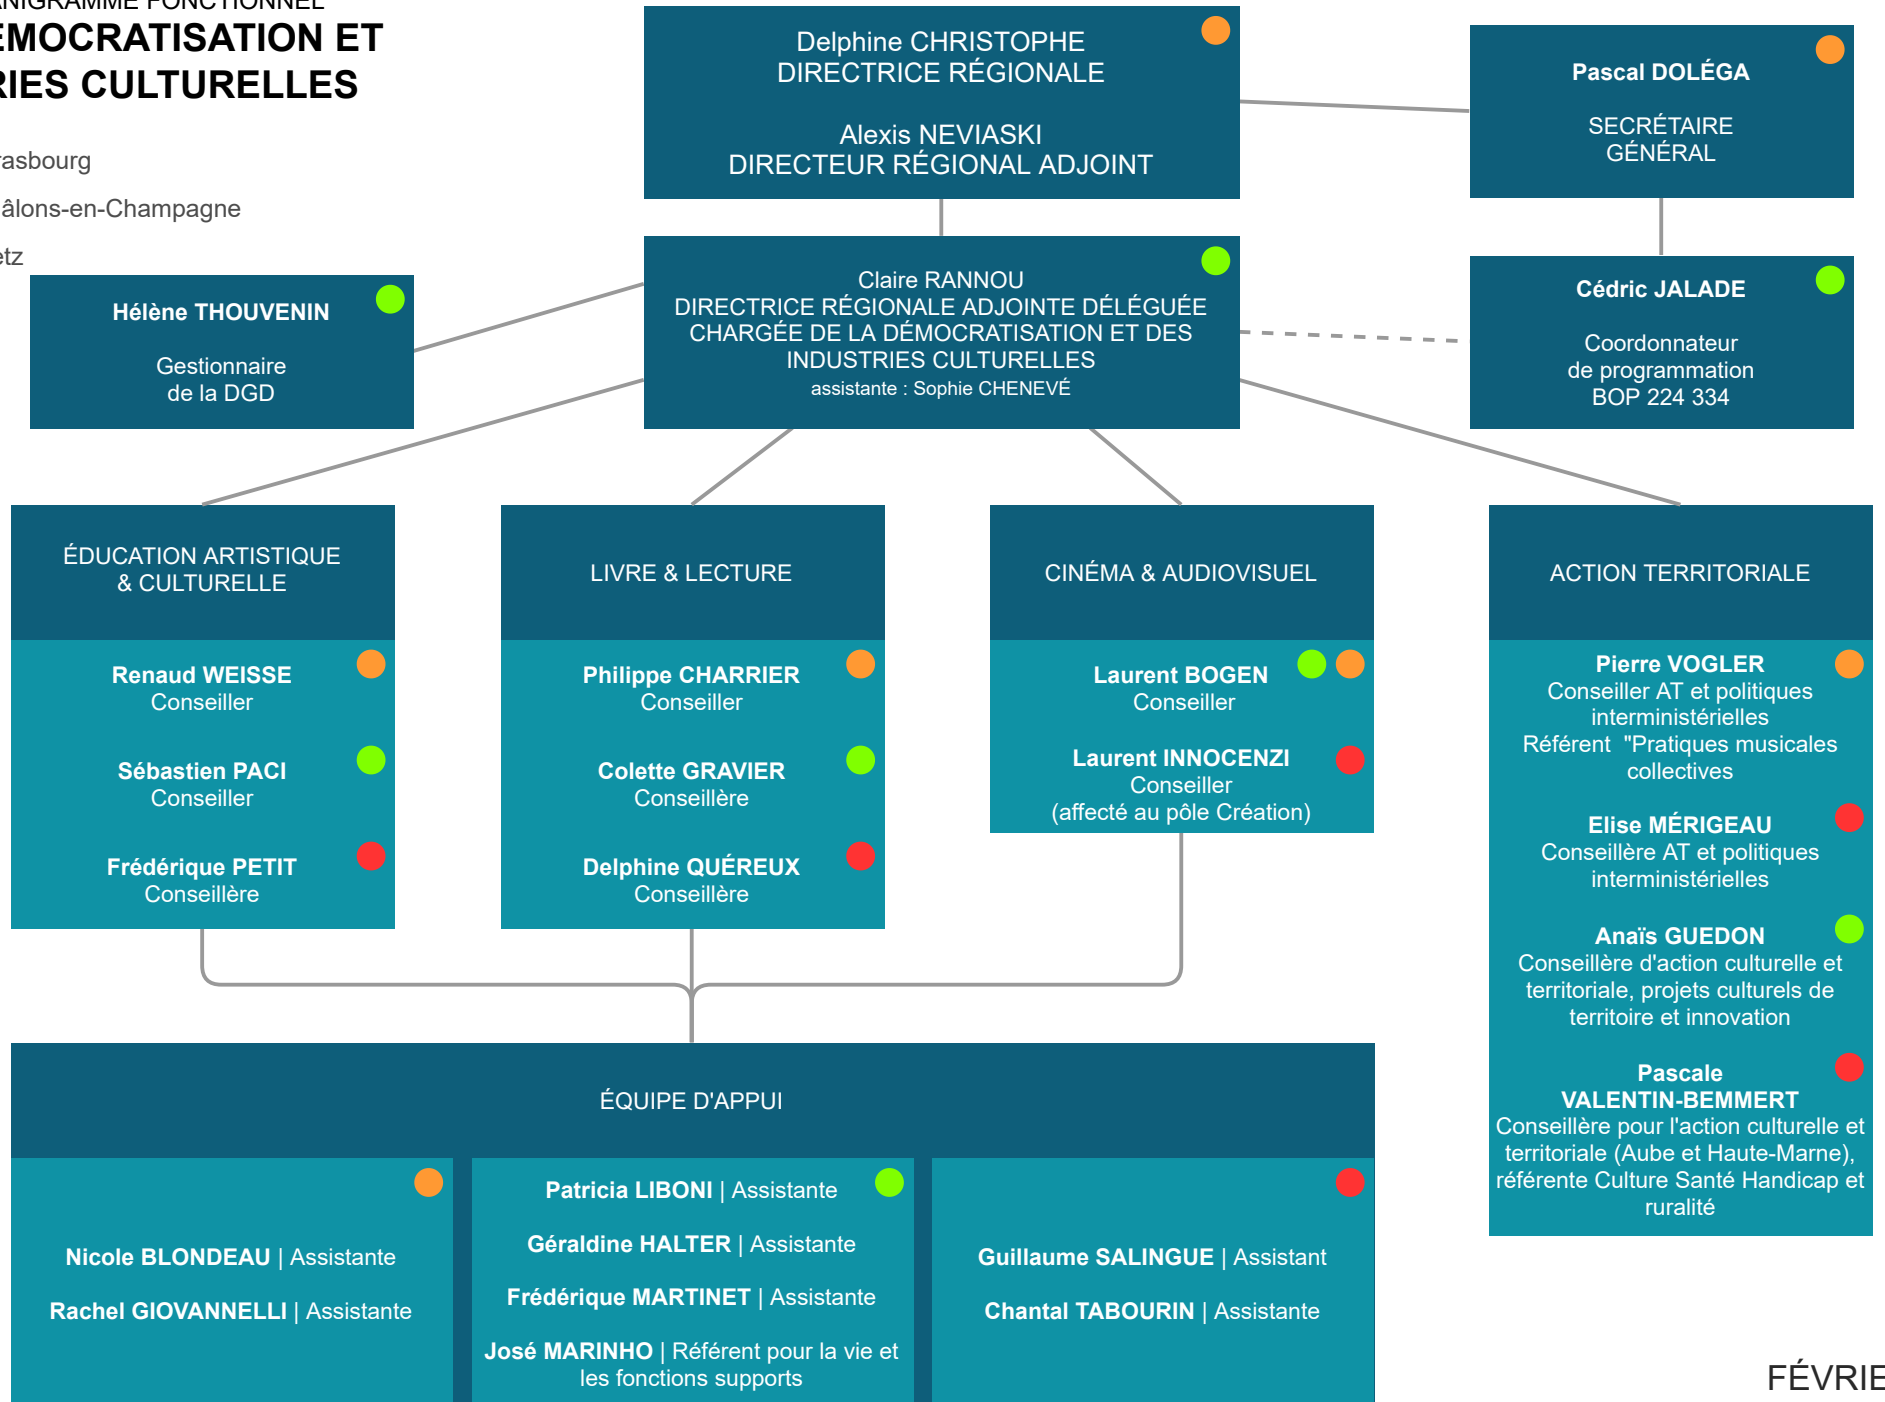 ANIGRAMME FONCTIONNEL
ÉMOCRATISATION ET
RIES CULTURELLES
rasbourg
âlons-en-Champagne
etz
Delphine CHRISTOPHE
DIRECTRICE RÉGIONALE
Alexis NEVIASKI
DIRECTEUR RÉGIONAL ADJOINT
Pascal DOLÉGA
SECRÉTAIRE
GÉNÉRAL
Hélène THOUVENIN
Gestionnaire
de la DGD
Claire RANNOU
DIRECTRICE RÉGIONALE ADJOINTE DÉLÉGUÉE
CHARGÉE DE LA DÉMOCRATISATION ET DES
INDUSTRIES CULTURELLES
assistante : Sophie CHENEVÉ
Cédric JALADE
Coordonnateur
de programmation
BOP 224 334
ÉDUCATION ARTISTIQUE
& CULTURELLE
Renaud WEISSE
Conseiller
Sébastien PACI
Conseiller
Frédérique PETIT
Conseillère
LIVRE & LECTURE
Philippe CHARRIER
Conseiller
Colette GRAVIER
Conseillère
Delphine QUÉREUX
Conseillère
CINÉMA & AUDIOVISUEL
Laurent BOGEN
Conseiller
Laurent INNOCENZI
Conseiller
(affecté au pôle Création)
ACTION TERRITORIALE
Pierre VOGLER
Conseiller AT et politiques
interministérielles
Référent "Pratiques musicales
collectives
Elise MÉRIGEAU
Conseillère AT et politiques
interministérielles
Anaïs GUEDON
Conseillère d'action culturelle et
territoriale, projets culturels de
territoire et innovation
Pascale
VALENTIN-BEMMERT
Conseillère pour l'action culturelle et
territoriale (Aube et Haute-Marne),
référente Culture Santé Handicap et
ruralité
ÉQUIPE D'APPUI
Nicole BLONDEAU | Assistante
Rachel GIOVANNELLI | Assistante
Patricia LIBONI | Assistante
Géraldine HALTER | Assistante
Frédérique MARTINET | Assistante
José MARINHO | Référent pour la vie et
les fonctions supports
Guillaume SALINGUE | Assistant
Chantal TABOURIN | Assistante
FÉVRIE